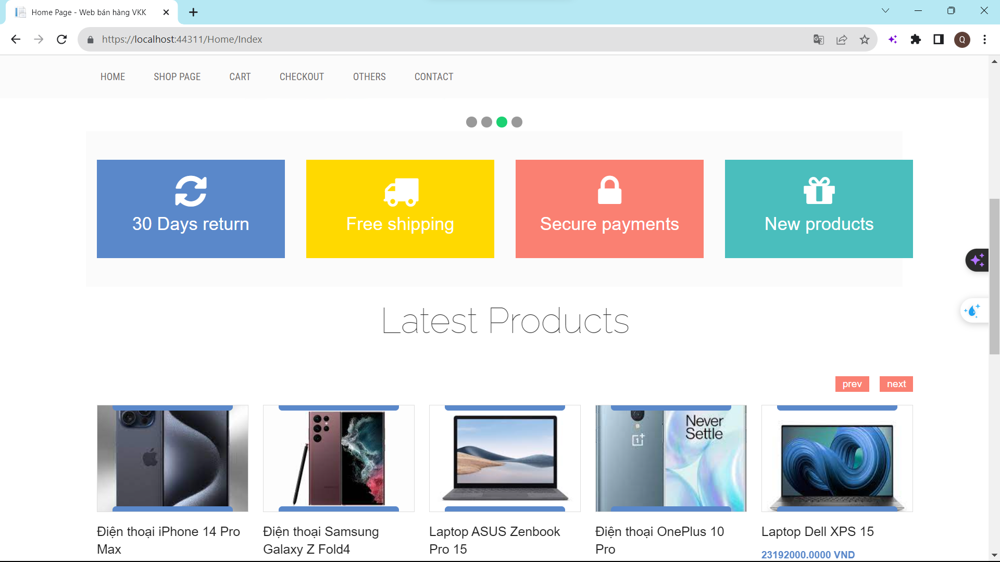 Home Page - Web bán hàng VKK
https://localhost:44311/Home/Index
Q
HOME SHOP PAGE CART CHECKOUT OTHERS CONTACT
30 Days return
Free shipping
Secure payments
New products
Latest Products
prev next
Never
Settle
Điện thoại iPhone 14 Pro
Max
Điện thoại Samsung
Galaxy Z Fold4
Laptop ASUS Zenbook
Pro 15
Điện thoại OnePlus 10
Pro
Laptop Dell XPS 15
23192000.0000 VND